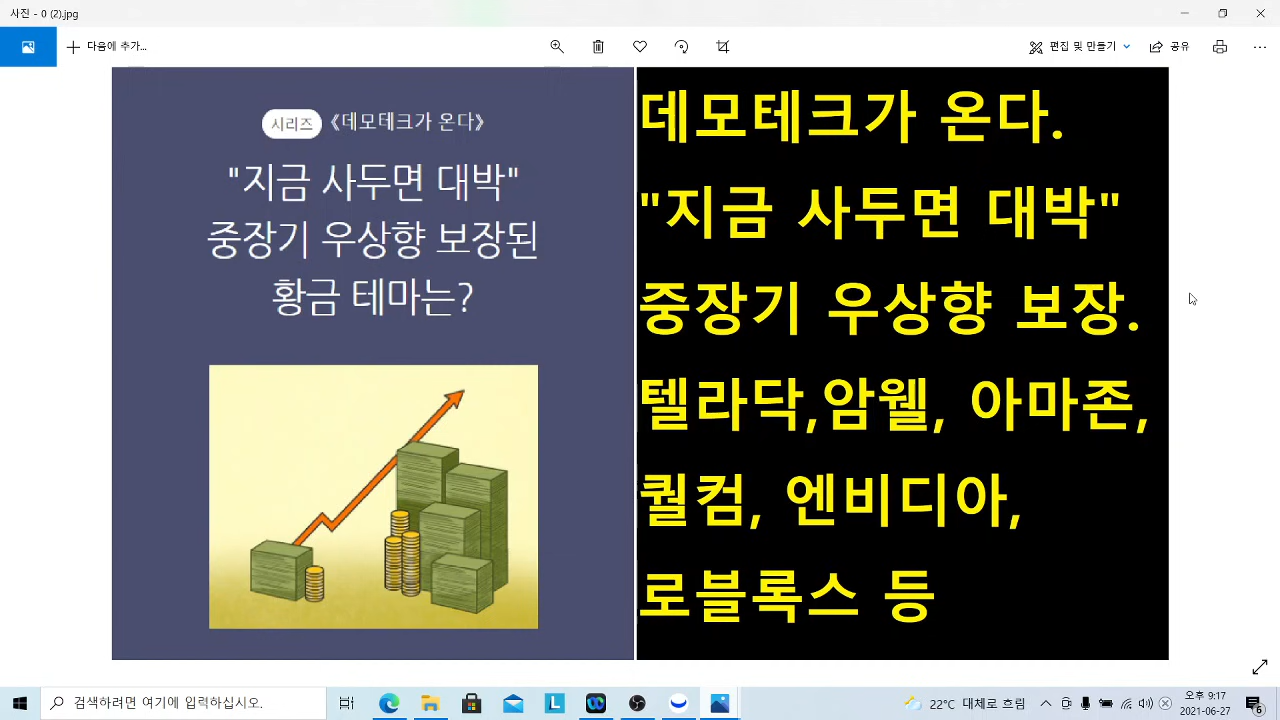 사진 - 0 (2).jpg
다음에 추가...
편집 및 만들기
공유
시리즈 《데모테크가 온다》
"지금 사두면 대박"
중장기 우상향 보장된
황금 테마는?
데모테크가 온다.
"지금 사두면 대박"
중장기 우상향 보장.
텔라닥,암웰, 아마존,
퀄컴, 엔비디아,
로블록스 등
검색하려면 여기에 입력하십시오.
L
22°C 대체로 흐림
오후 9:17
2021-06-27
6